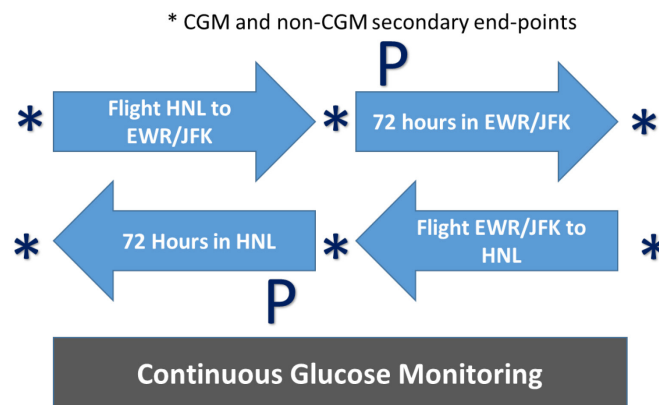 * CGM and non-CGM secondary end-points
P
* Flight HNL to * 72 hours in EWR/JFK *
EWR/JFK
* 72 Hours in HNL * Flight EWR/JFK to *
HNL
P
Continuous Glucose Monitoring